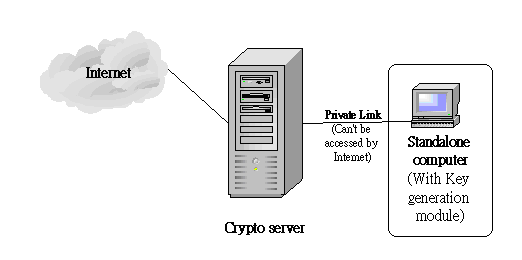 Internet
Private Link
(Can't be
accessed by
Internet)
Standalone
computer
(With Key
generation
module)
Crypto server